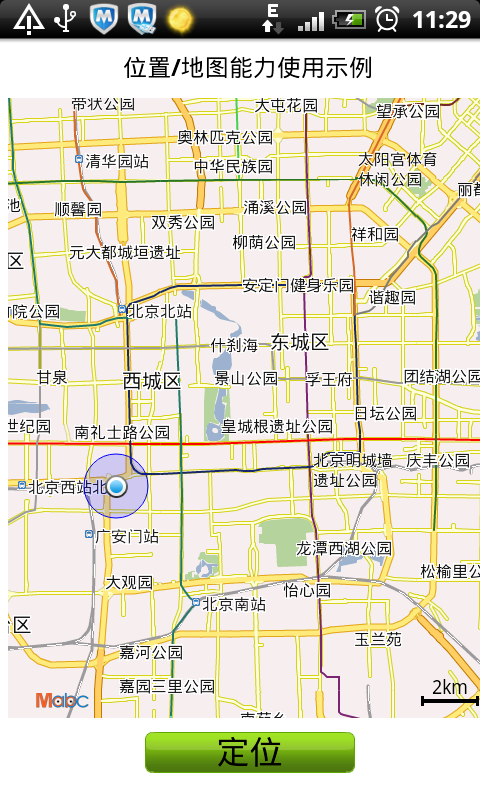 E
11:29
位置/地图能力使用示例
带状公园
大屯花园
望承公园
奥林匹克公园
清华园站
中华民族园
太阳宫体育
休闲公园
丽都
池
顺馨园
双秀公园
涌溪公园
祥和园
柳荫公园
元大都城垣遗址
区
安定门健身乐园
谐趣园
院公园
北京北站
什刹海
东城区
甘泉
西城区
景山公园
孚王府
团结湖公园
日坛公园
世纪园
南礼士路公园
皇城根遗址公园
北京明城墙
遗址公园
庆丰公园
北京西站北
广安门站
龙潭西湖公园
松榆里公
大观园
怡心园
北京南站
区
玉兰苑
嘉河公园
嘉园三里公园
2km
Mabc
定位